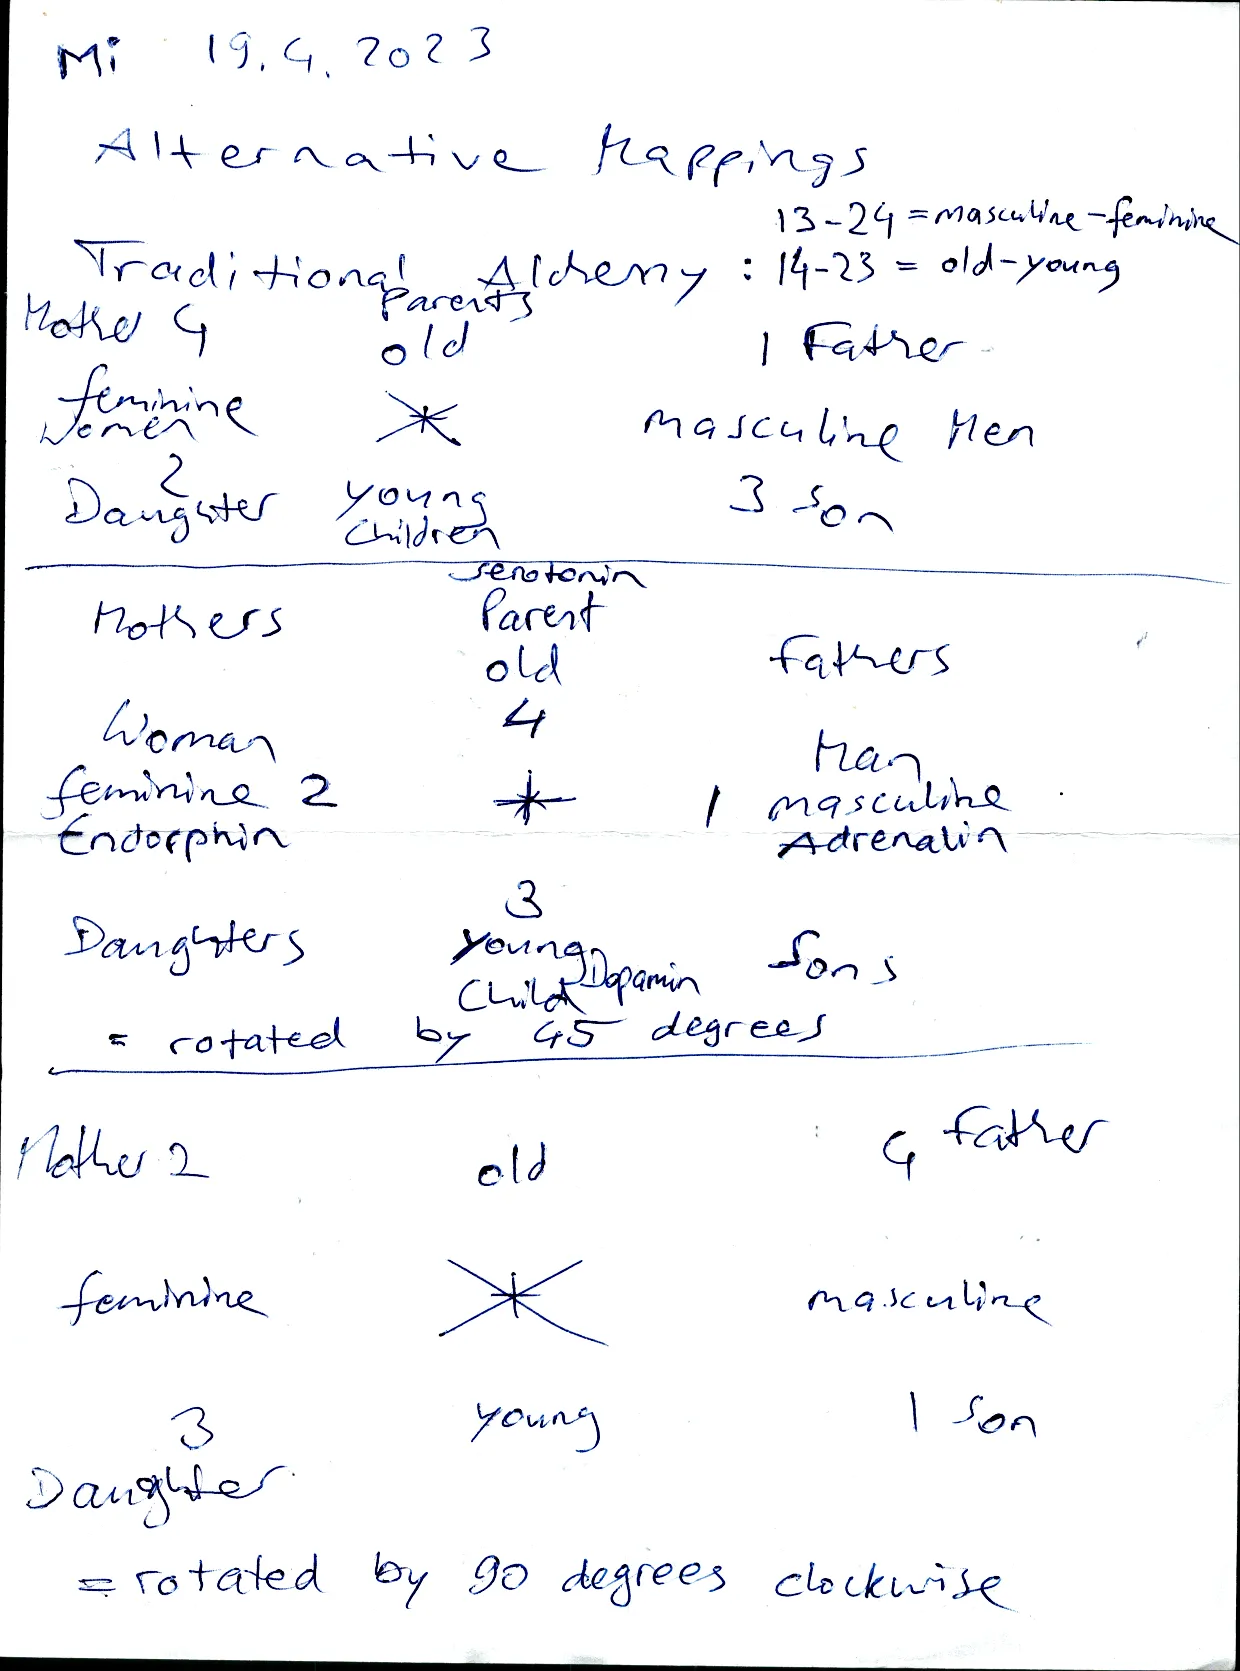 Mi 19.4.2023
Alternative Mappings
13-24 = masculine-feminine
Traditional Alchemy : 14-23 = old-young
Parents
Mother 4 old 1 Father
feminine
Women masculine Men
2
Daughter young 3 Son
Children
serotonin
Mothers Parent
old Fathers
4
Woman Man
feminine 2 1 masculine
Endorphin Adrenalin
3
Daughters young Sons
Child Dopamin
= rotated by 45 degrees
Mother 2 old 4 Father
feminine masculine
3 young 1 Son
Daughter
= rotated by 90 degrees clockwise